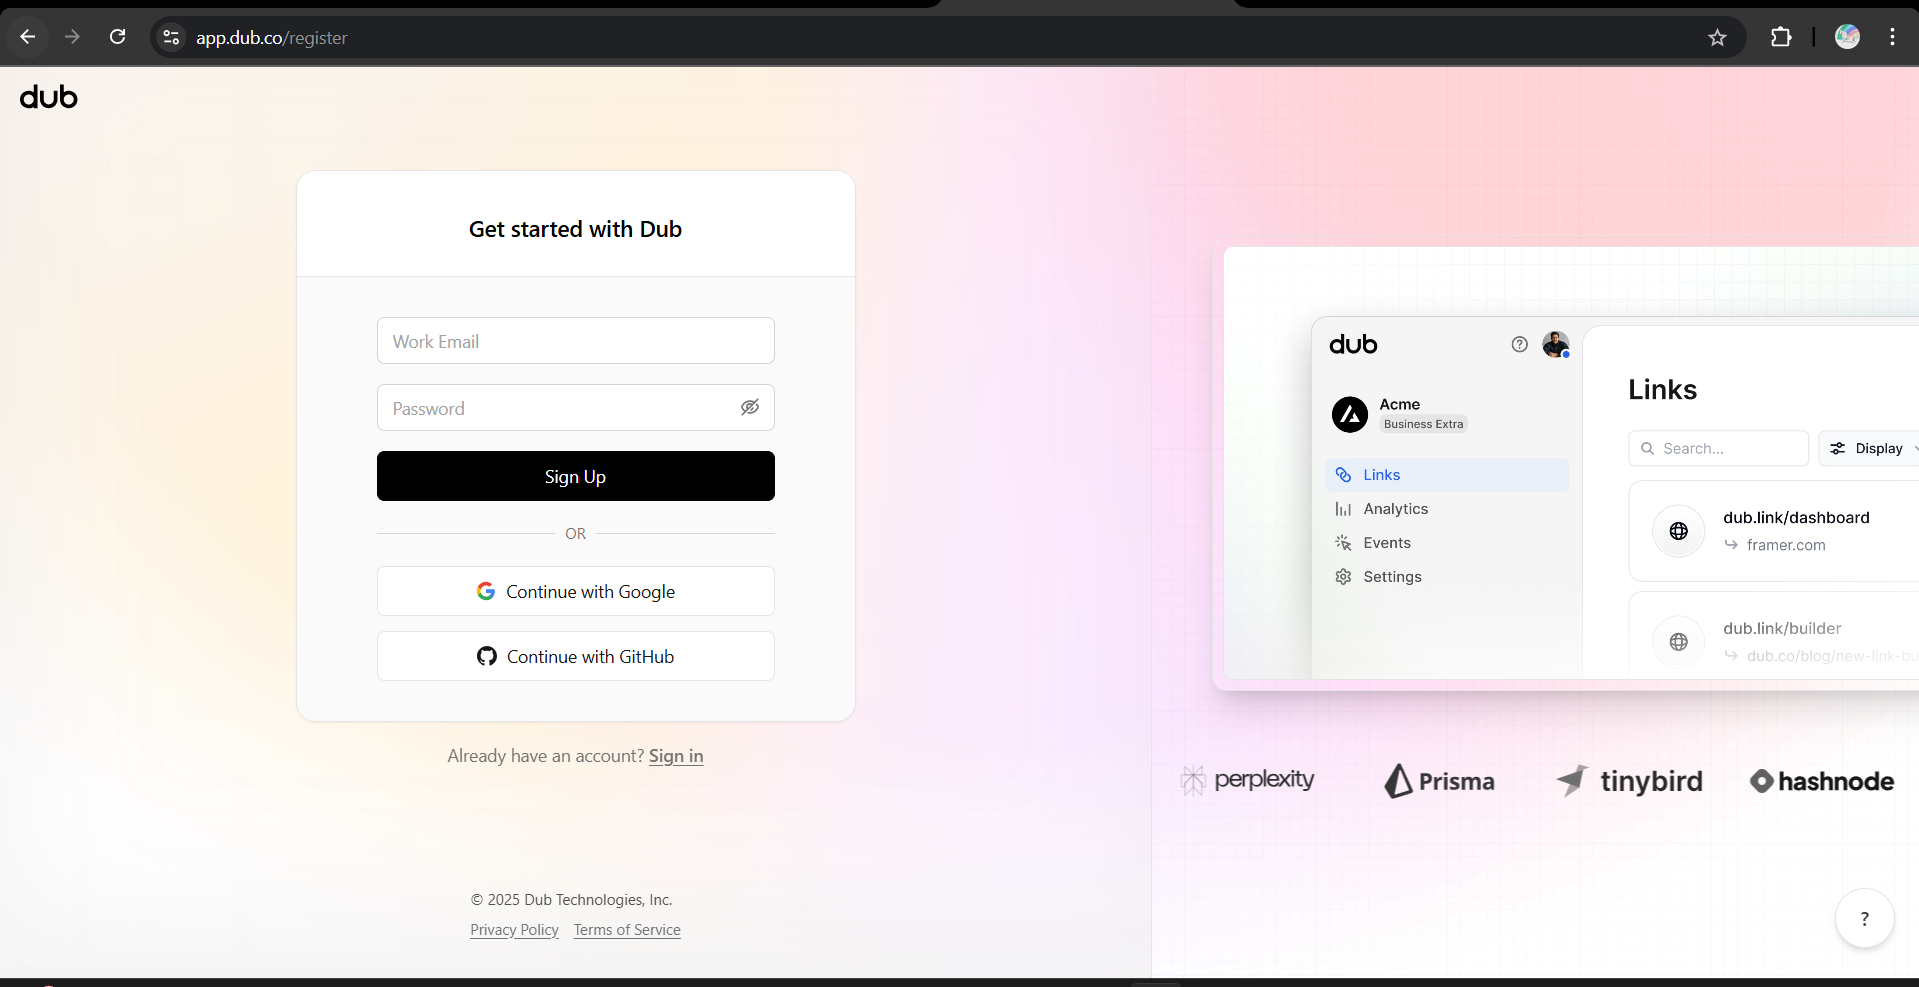 app.dub.co/register
dub
Get started with Dub
Work Email
Password
Sign Up
OR
Continue with Google
Continue with GitHub
Already have an account? Sign in
© 2025 Dub Technologies, Inc.
Privacy Policy Terms of Service
dub
Acme
Business Extra
Links
Analytics
Events
Settings
Links
Search...
Display
dub.link/dashboard
framer.com
dub.link/builder
dub.co/blog/new-link-bu
perplexity
Prisma
tinybird
hashnode
?